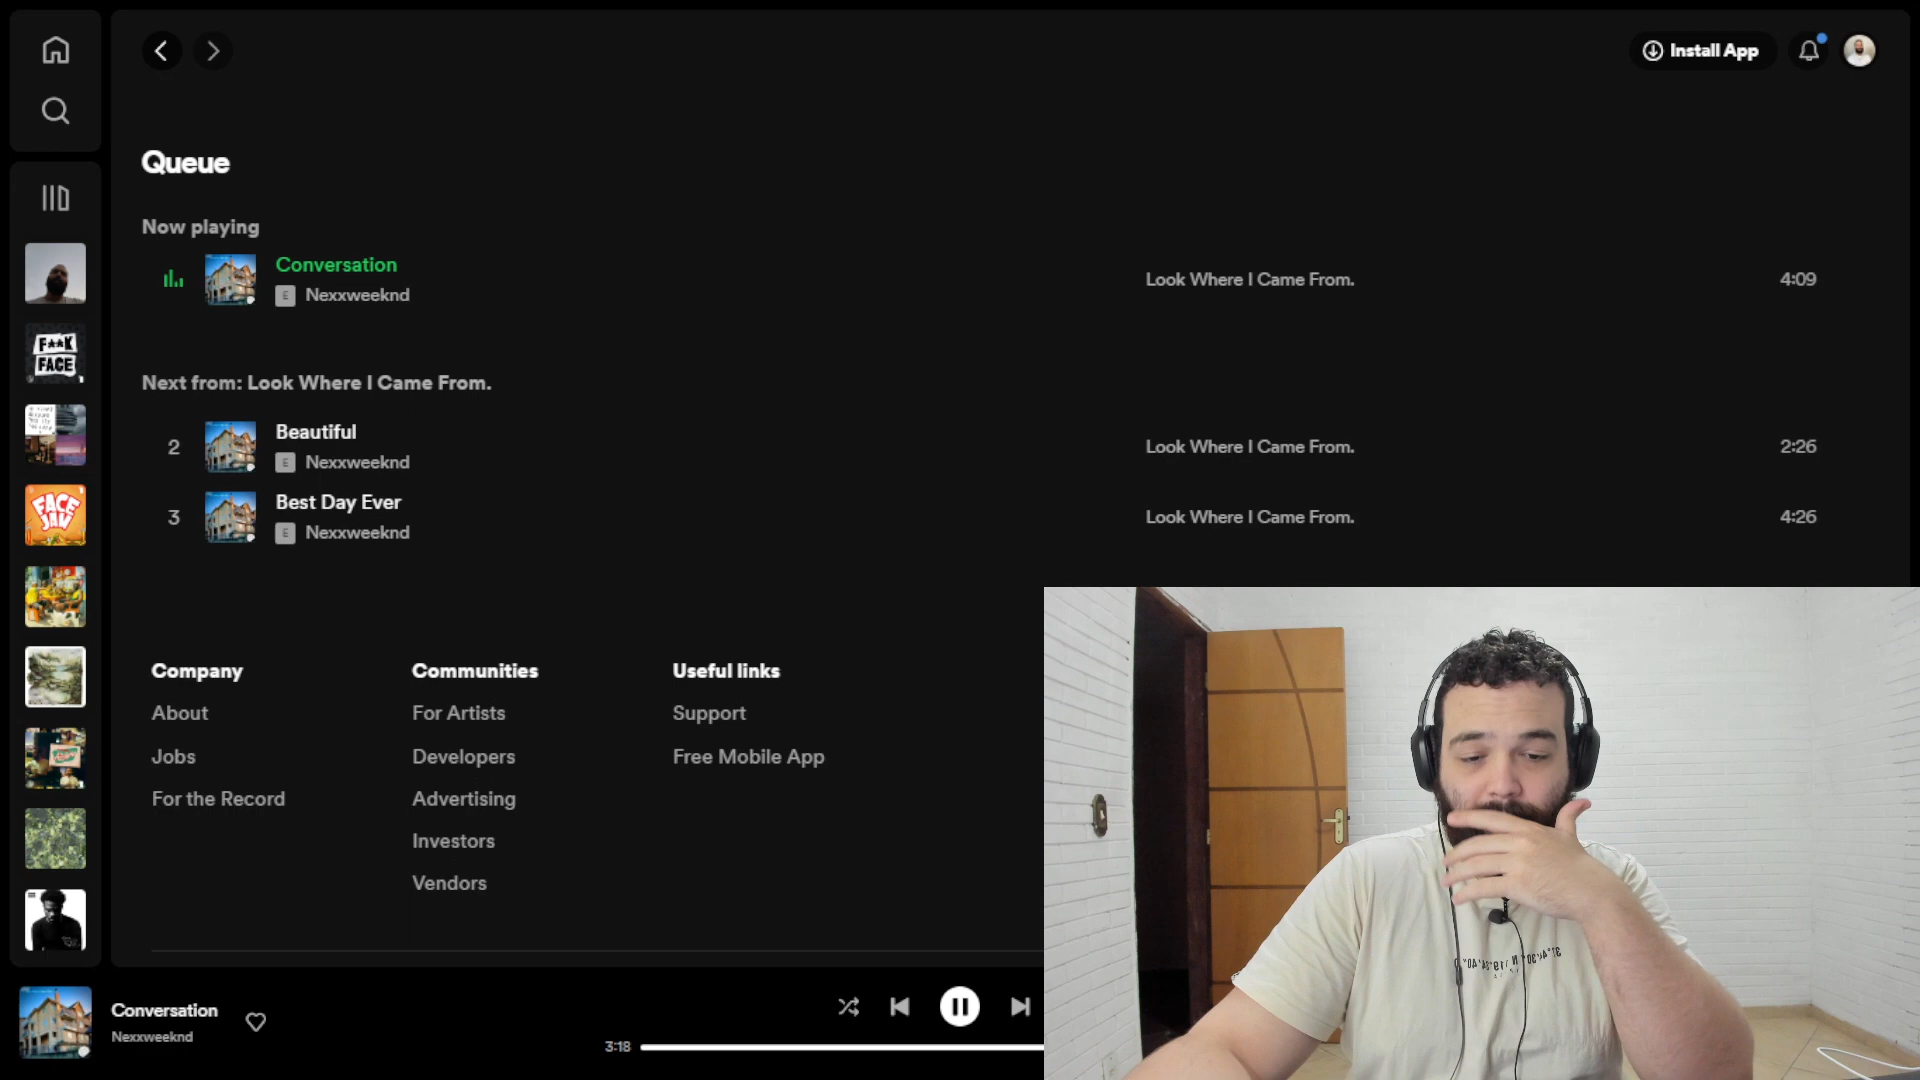 Install App
Queue
Now playing
Conversation
E Nexxweeknd
Look Where I Came From.
4:09
Next from: Look Where I Came From.
2
Beautiful
E Nexxweeknd
Look Where I Came From.
2:26
3
Best Day Ever
E Nexxweeknd
Look Where I Came From.
4:26
F**K
FACE
FACE
JAM
Company
About
Jobs
For the Record
Communities
For Artists
Developers
Advertising
Investors
Vendors
Useful links
Support
Free Mobile App
Conversation
Nexxweeknd
3:18